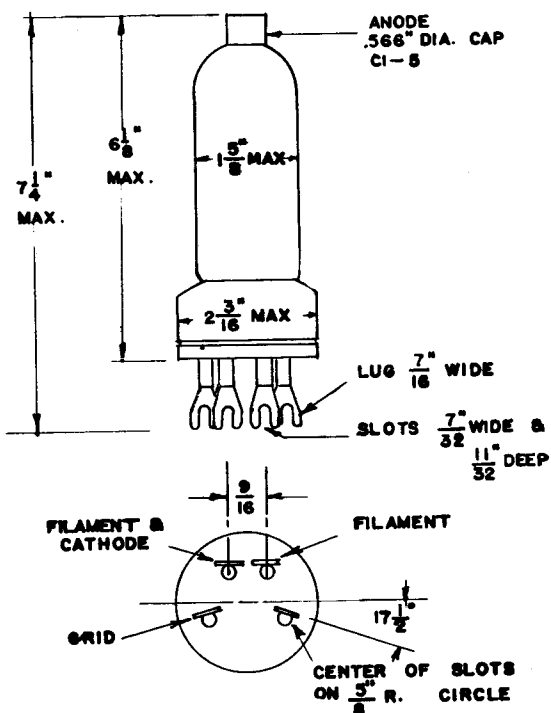 ANODE
.566" DIA. CAP
C1-5
6 1/8"
MAX.
7 1/4"
MAX.
1 5/8" MAX
2 3/16" MAX
LUG 7/16" WIDE
SLOTS 7/32" WIDE &
11/32" DEEP
9/16
FILAMENT &
CATHODE
FILAMENT
17 1/2°
GRID
CENTER OF SLOTS
ON 5/8" R. CIRCLE